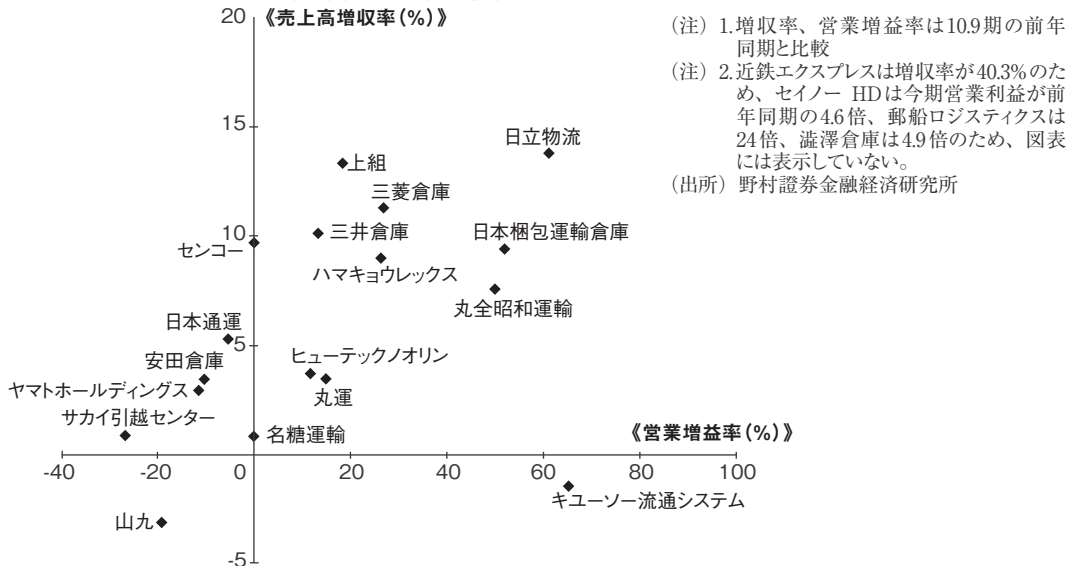 《売上高増収率(%)》
20
15
10
5
0
-5
-40
-20
20
40
60
80
100
《営業増益率(%)》
日立物流
上組
三菱倉庫
三井倉庫
日本梱包運輸倉庫
センコー
ハマキョウレックス
丸全昭和運輸
日本通運
ヒューテックノオリン
安田倉庫
丸運
ヤマトホールディングス
サカイ引越センター
名糖運輸
キユーソー流通システム
山九
(注) 1.増収率、営業増益率は10.9期の前年
同期と比較
(注) 2.近鉄エクスプレスは増収率が40.3%のた
め、セイノー HDは今期営業利益が前
年同期の4.6倍、郵船ロジスティクスは
24倍、澁澤倉庫は4.9倍のため、図表
には表示していない。
(出所) 野村證券金融経済研究所